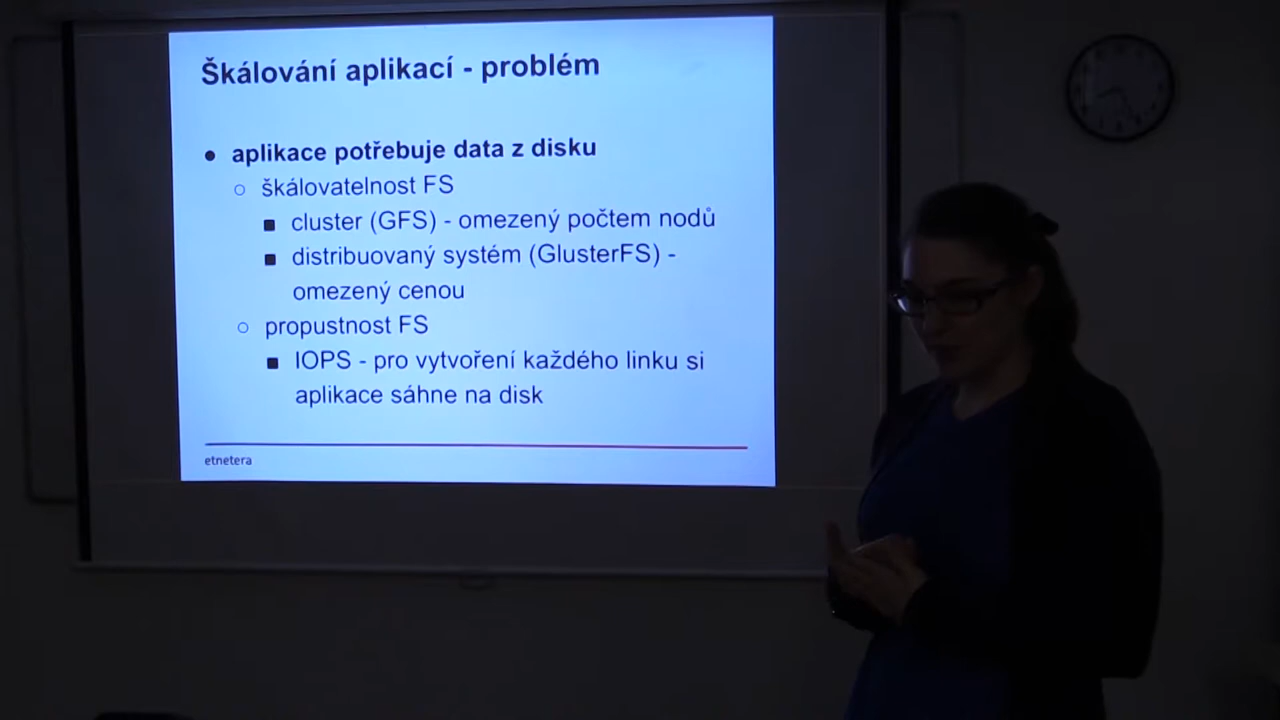 Škálování aplikací - problém
● aplikace potřebuje data z disku
○ škálovatelnost FS
■ cluster (GFS) - omezený počtem nodů
■ distribuovaný systém (GlusterFS) -
omezený cenou
○ propustnost FS
■ IOPS - pro vytvoření každého linku si
aplikace sáhne na disk
etnetera